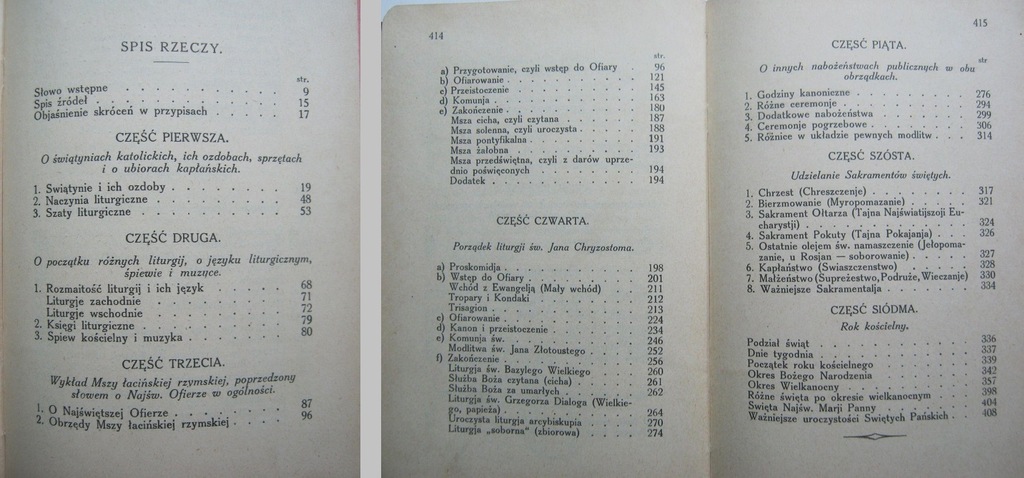 SPIS RZECZY.
str.
Słowo wstępne . . . . . . . . . . 9
Spis źródeł . . . . . . . . . . . 15
Objaśnienie skróceń w przypisach . . . . . 17
CZĘŚĆ PIERWSZA.
O świątyniach katolickich, ich ozdobach, sprzętach
i o ubiorach kapłańskich.
1. Swiątynie i ich ozdoby . . . . . . . . 19
2. Naczynia liturgiczne . . . . . . . . . 48
3. Szaty liturgiczne . . . . . . . . . . 53
CZĘŚĆ DRUGA.
O początku różnych liturgij, o języku liturgicznym,
śpiewie i muzyce.
1. Rozmaitość liturgij i ich język . . . . . . 68
Liturgje zachodnie . . . . . . . . . 71
Liturgje wschodnie . . . . . . . . . 72
2. Księgi liturgiczne . . . . . . . . . . 79
3. Spiew kościelny i muzyka . . . . . . . 80
CZĘŚĆ TRZECIA.
Wykład Mszy łacińskiej rzymskiej, poprzedzony
słowem o Najśw. Ofierze w ogólności.
1. O Najświętszej Ofierze . . . . . . . . 87
2. Obrzędy Mszy łacińskiej rzymskiej . . . . 96
414
str.
a) Przygotowanie, czyli wstęp do Ofiary . 96
b) Ofiarowanie . . . . . . . . . . 121
c) Przeistoczenie . . . . . . . . . 145
d) Komunja . . . . . . . . . . . 163
e) Zakończenie . . . . . . . . . . 180
Msza cicha, czyli czytana . . . . . 187
Msza solenna, czyli uroczysta . . . . 188
Msza pontyfikalna . . . . . . . . 191
Msza żałobna . . . . . . . . . . 193
Msza przedświętna, czyli z darów uprze-
dnio poświęconych . . . . . . . 194
Dodatek . . . . . . . . . . . . 194
CZĘŚĆ CZWARTA.
Porządek liturgji św. Jana Chryzostoma.
a) Proskomidja . . . . . . . . . . 198
b) Wstęp do Ofiary . . . . . . . . . 201
Wchód z Ewangelją (Mały wchód) . . . 211
Tropary i Kondaki . . . . . . . . 212
Trisagion . . . . . . . . . . . 213
c) Ofiarowanie . . . . . . . . . . 224
d) Kanon i przeistoczenie . . . . . . . 234
e) Komunja św. . . . . . . . . . . 246
Modlitwa św. Jana Złotoustego . . . . 252
f) Zakończenie . . . . . . . . . . 256
Liturgja św. Bazylego Wielkiego . . . 260
Służba Boża czytana (cicha) . . . . . 261
Służba Boża za umarłych . . . . . . 262
Liturgja św. Grzegorza Dialoga (Wielkie-
go, papieża) . . . . . . . . . . 264
Uroczysta liturgja arcybiskupia . . . . 270
Liturgja „soborna" (zbiorowa) . . . . 274
415
CZĘŚĆ PIĄTA.
str
O innych nabożeństwach publicznych w obu
obrządkach.
1. Godziny kanoniczne . . . . . . . . 276
2. Różne ceremonje . . . . . . . . . 294
3. Dodatkowe nabożeństwa . . . . . . 299
4. Ceremonje pogrzebowe . . . . . . . 306
5. Różnice w układzie pewnych modlitw . . 314
CZĘŚĆ SZÓSTA.
Udzielanie Sakramentów świętych.
1. Chrzest (Chreszczenje) . . . . . . . 317
2. Bierzmowanie (Myropomazanie) . . . . 321
3. Sakrament Ołtarza (Tajna Najświatijszoji Eu-
charystji) . . . . . . . . . . . 324
4. Sakrament Pokuty (Tajna Pokajanja) . . . 326
5. Ostatnie olejem św. namaszczenie (Jełopoma-
zanie, u Rosjan — soborowanie) . . . . 327
6. Kapłaństwo (Swiaszczenstwo) . . . . . 328
7. Małżeństwo (Supreżestwo, Podruże, Wieczanje) 330
8. Ważniejsze Sakramentalja . . . . . . 334
CZĘŚĆ SIÓDMA.
Rok kościelny.
Podział świąt . . . . . . . . . . . 336
Dnie tygodnia . . . . . . . . . . . 337
Początek roku kościelnego . . . . . . . 339
Okres Bożego Narodzenia . . . . . . . 342
Okres Wielkanocny . . . . . . . . . 357
Różne święta po okresie wielkanocnym . . . 398
Święta Najśw. Marji Panny . . . . . . 404
Ważniejsze uroczystości Swiętych Pańskich . . 408